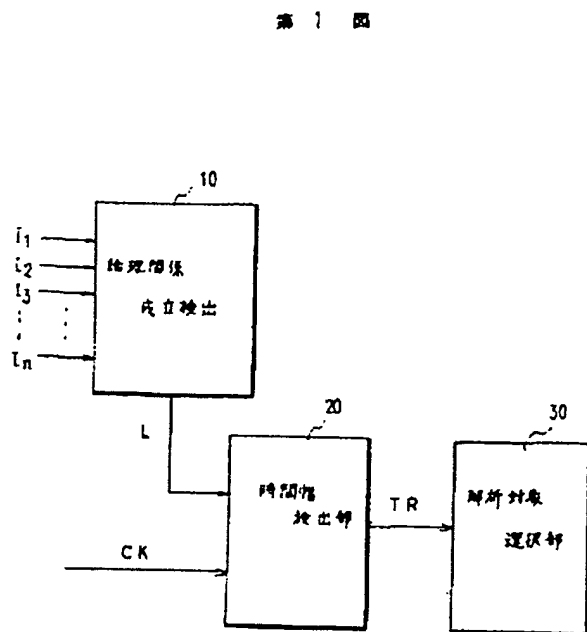 第 1 図
10
I1
I2
I3
In
論理関係
成立検出
L
20
時間幅
検出部
CK
TR
30
解析対象
選択部